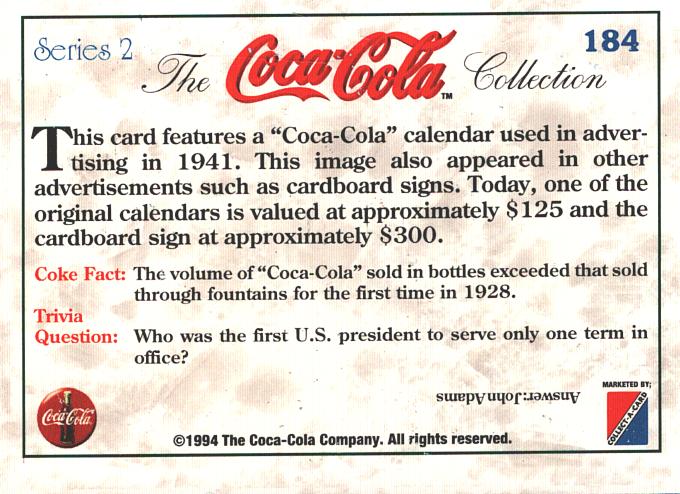 Series 2
The Coca-Cola™ Collection
184
This card features a “Coca-Cola” calendar used in adver-
tising in 1941. This image also appeared in other
advertisements such as cardboard signs. Today, one of the
original calendars is valued at approximately $125 and the
cardboard sign at approximately $300.
Coke Fact: The volume of “Coca-Cola” sold in bottles exceeded that sold
through fountains for the first time in 1928.
Trivia
Question: Who was the first U.S. president to serve only one term in
office?
Answer: John Adams
MARKETED BY;
COLLECT-A-CARD
Coca-Cola
©1994 The Coca-Cola Company. All rights reserved.